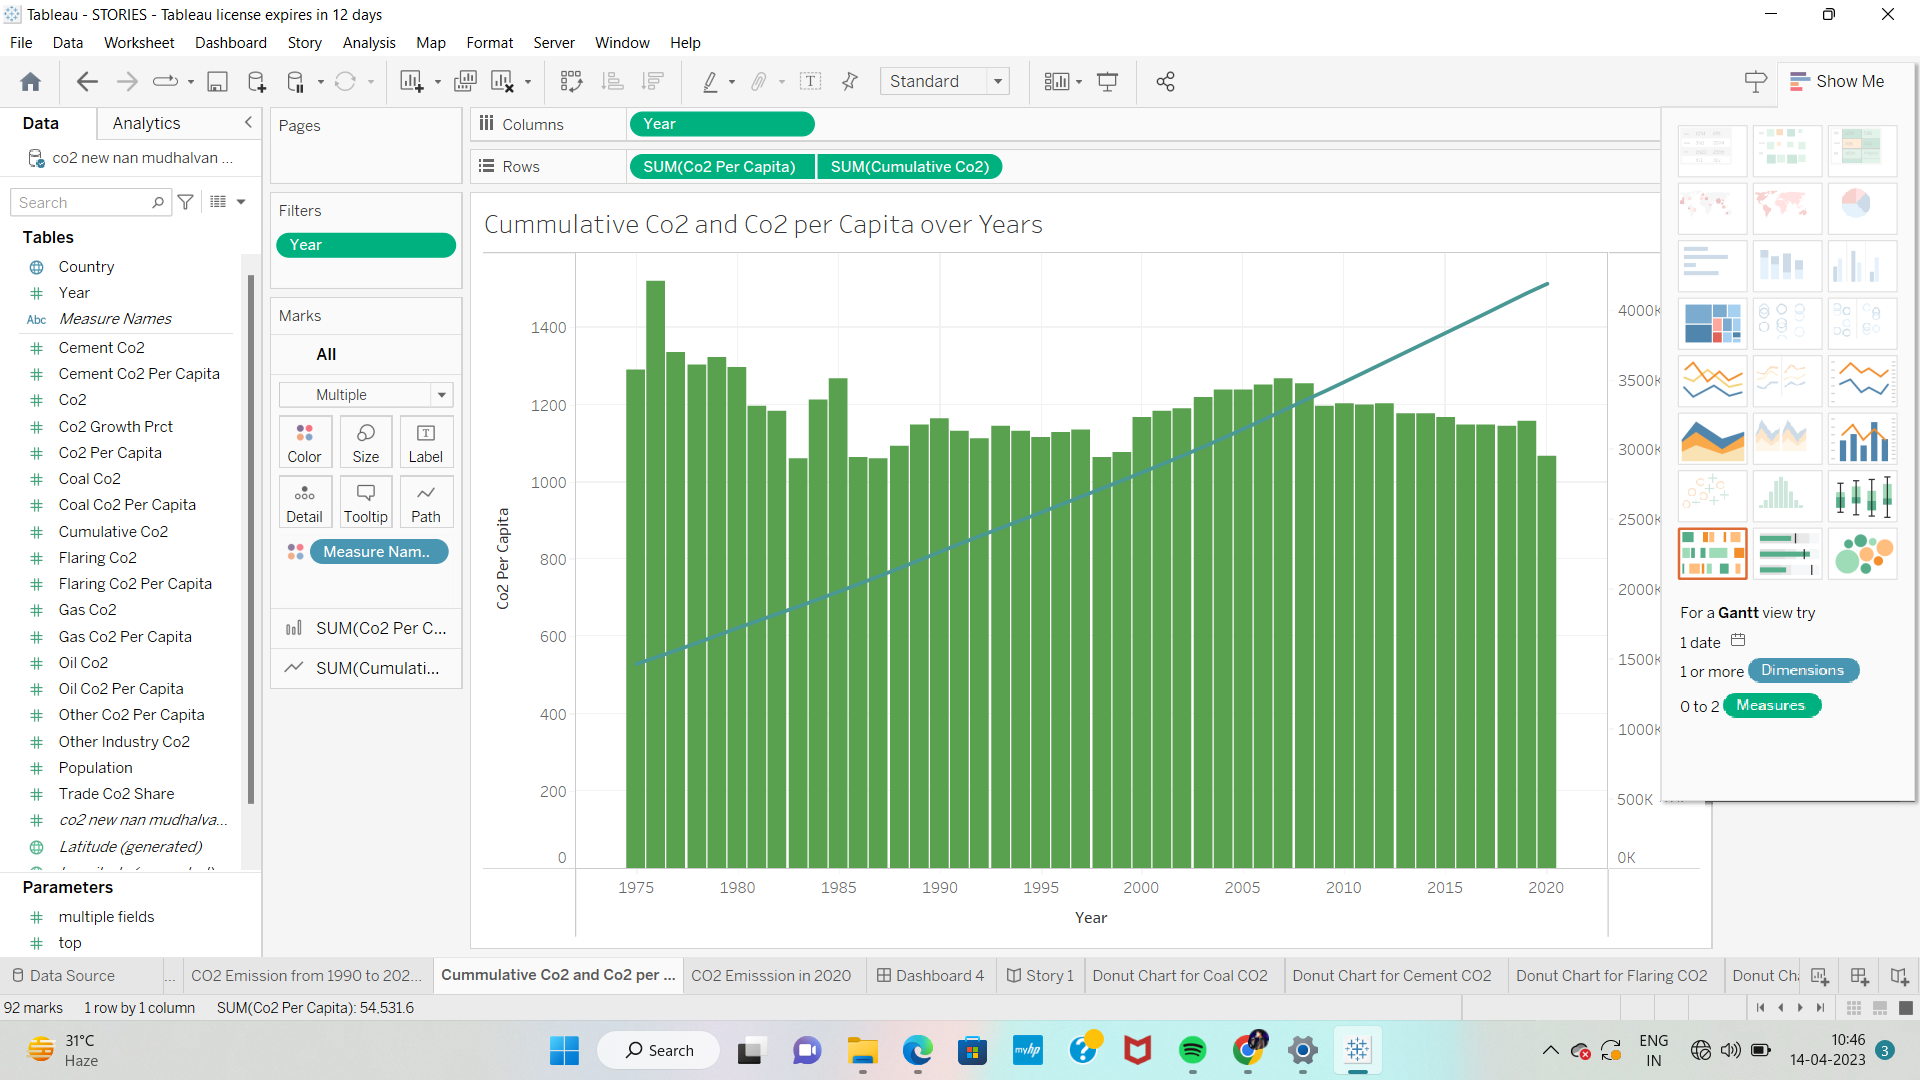 Tableau - STORIES - Tableau license expires in 12 days
File Data Worksheet Dashboard Story Analysis Map Format Server Window Help
Standard
Show Me
Data Analytics
co2 new nan mudhalvan ...
Search
Tables
Country
Year
Abc Measure Names
Cement Co2
Cement Co2 Per Capita
Co2
Co2 Growth Prct
Co2 Per Capita
Coal Co2
Coal Co2 Per Capita
Cumulative Co2
Flaring Co2
Flaring Co2 Per Capita
Gas Co2
Gas Co2 Per Capita
Oil Co2
Oil Co2 Per Capita
Other Co2 Per Capita
Other Industry Co2
Population
Trade Co2 Share
co2 new nan mudhalva...
Latitude (generated)
Parameters
multiple fields
top
Pages
Filters
Year
Marks
All
Multiple
Color Size Label
Detail Tooltip Path
Measure Nam..
SUM(Co2 Per C...
SUM(Cumulati...
Columns Year
Rows SUM(Co2 Per Capita) SUM(Cumulative Co2)
Cummulative Co2 and Co2 per Capita over Years
Co2 Per Capita
1400
1200
1000
800
600
400
200
0
4000K
3500K
3000K
2500K
2000K
1500K
1000K
500K
0K
1975 1980 1985 1990 1995 2000 2005 2010 2015 2020
Year
For a Gantt view try
1 date
1 or more Dimensions
0 to 2 Measures
Data Source ... CO2 Emission from 1990 to 202... Cummulative Co2 and Co2 per ... CO2 Emisssion in 2020 Dashboard 4 Story 1 Donut Chart for Coal CO2 Donut Chart for Cement CO2 Donut Chart for Flaring CO2 Donut Ch
92 marks 1 row by 1 column SUM(Co2 Per Capita): 54,531.6
31°C
Haze
Search
myhp
ENG
IN
10:46
14-04-2023
3